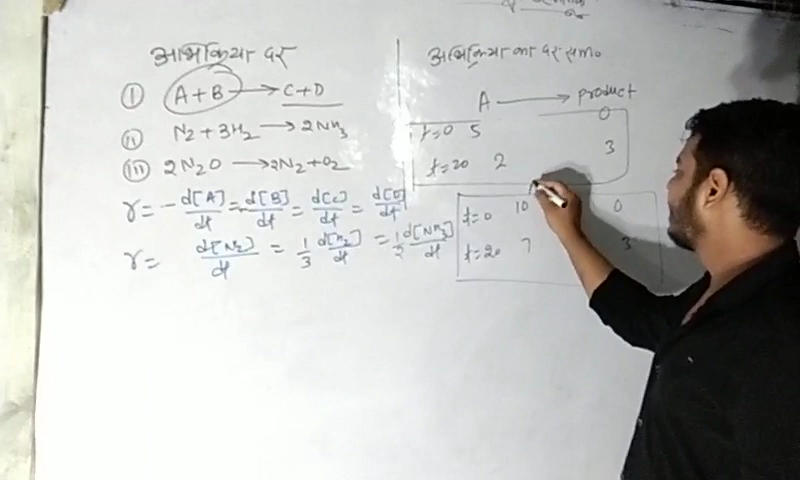 अभिक्रिया दर
(i) A+B → C+D
(ii) N₂+3H₂ → 2NH₃
(iii) 2N₂O → 2N₂+O₂
r = - d[A]/dt = d[B]/dt = d[C]/dt = d[D]/dt
r = d[N₂]/dt = 1/3 d[H₂]/dt = 1/2 d[NH₃]/dt
अभिक्रिया का दर समी०
A → product
0
t=0 5
t=20 2 3
t=0 10 0
t=20 7 3